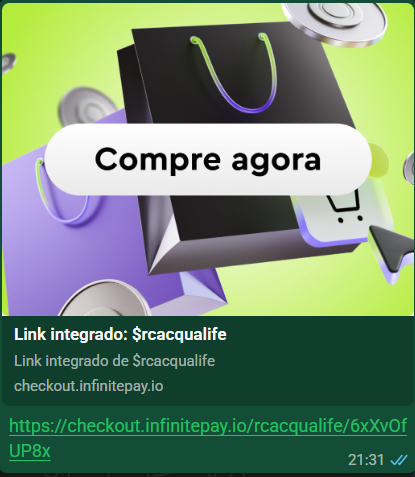 Compre agora
Link integrado: $rcacqualife
Link integrado de $rcacqualife
checkout.infinitepay.io
https://checkout.infinitepay.io/rcacqualife/6xXvOf
UP8x
21:31